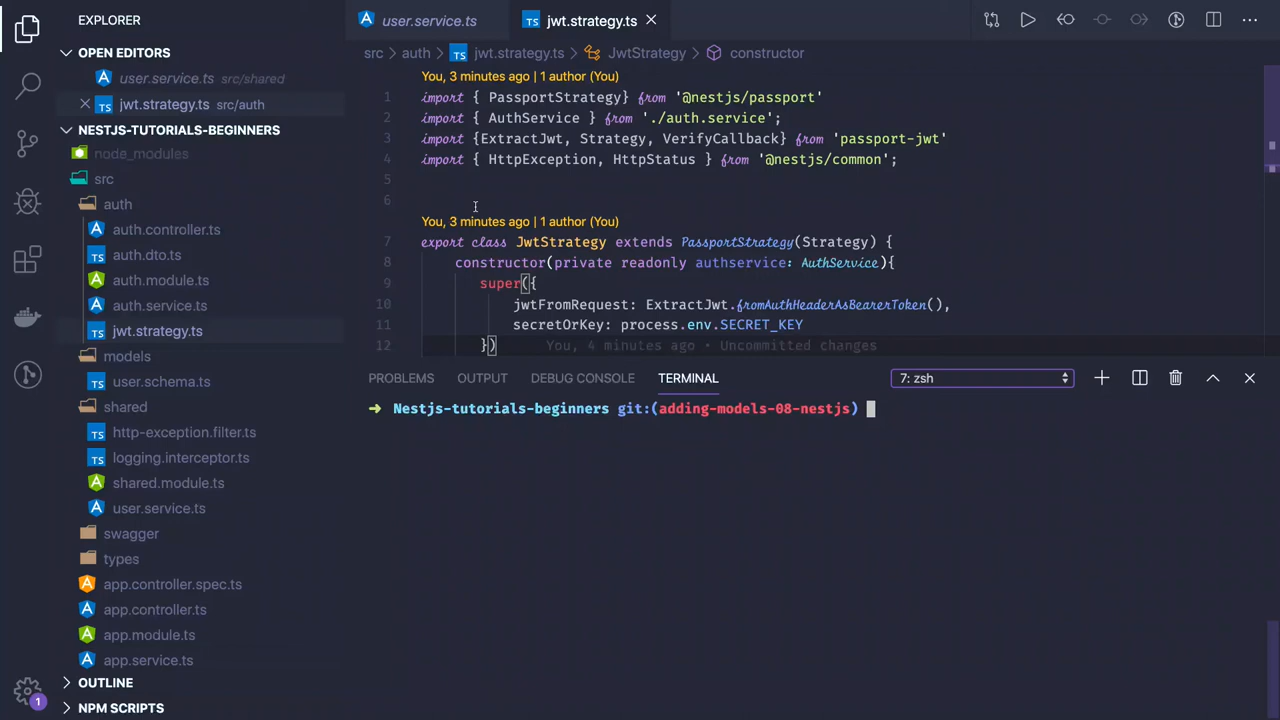 EXPLORER
OPEN EDITORS
user.service.ts src/shared
jwt.strategy.ts src/auth
NESTJS-TUTORIALS-BEGINNERS
node_modules
src
auth
auth.controller.ts
auth.dto.ts
auth.module.ts
auth.service.ts
TS jwt.strategy.ts
models
user.schema.ts
shared
TS http-exception.filter.ts
TS logging.interceptor.ts
shared.module.ts
user.service.ts
swagger
types
app.controller.spec.ts
app.controller.ts
app.module.ts
app.service.ts
OUTLINE
NPM SCRIPTS
1
user.service.ts
TS jwt.strategy.ts
src auth TS jwt.strategy.ts JwtStrategy constructor
You, 3 minutes ago | 1 author (You)
1 import { PassportStrategy} from '@nestjs/passport'
2 import { AuthService } from './auth.service';
3 import {ExtractJwt, Strategy, VerifyCallback} from 'passport-jwt'
4 import { HttpException, HttpStatus } from '@nestjs/common';
5
6
You, 3 minutes ago | 1 author (You)
7 export class JwtStrategy extends PassportStrategy(Strategy) {
8 constructor(private readonly authservice: AuthService){
9 super({
10 jwtFromRequest: ExtractJwt.fromAuthHeaderAsBearerToken(),
11 secretOrKey: process.env.SECRET_KEY
12 }) You, 4 minutes ago • Uncommitted changes
PROBLEMS OUTPUT DEBUG CONSOLE TERMINAL 7: zsh
➜ Nestjs-tutorials-beginners git:(adding-models-08-nestjs)